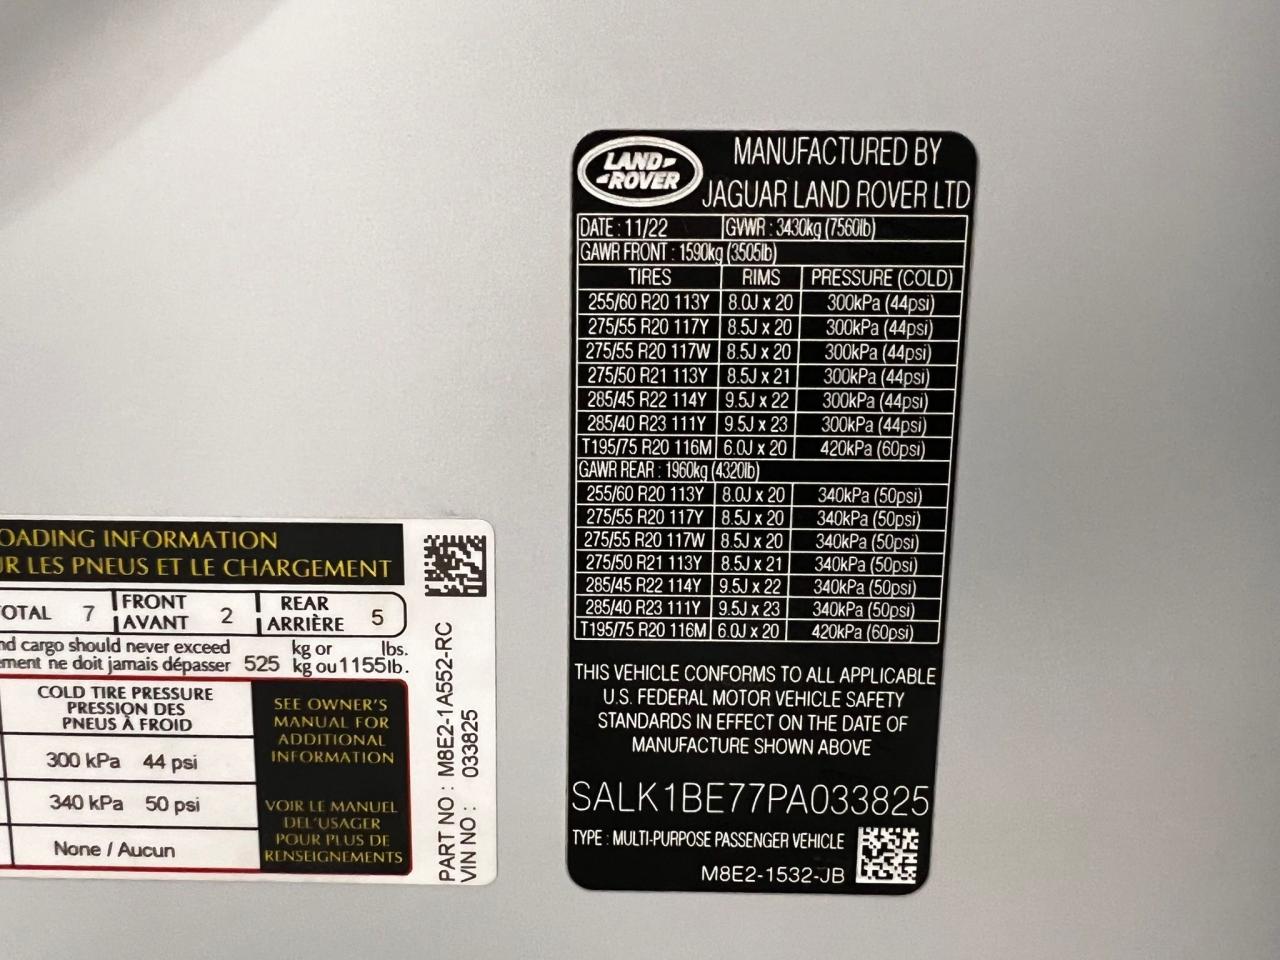 LAND-
-ROVER
MANUFACTURED BY
JAGUAR LAND ROVER LTD
DATE : 11/22 GVWR : 3430kg (7560lb)
GAWR FRONT : 1590kg (3505lb)
TIRES RIMS PRESSURE (COLD)
255/60 R20 113Y 8.0J x 20 300kPa (44psi)
275/55 R20 117Y 8.5J x 20 300kPa (44psi)
275/55 R20 117W 8.5J x 20 300kPa (44psi)
275/50 R21 113Y 8.5J x 21 300kPa (44psi)
285/45 R22 114Y 9.5J x 22 300kPa (44psi)
285/40 R23 111Y 9.5J x 23 300kPa (44psi)
T195/75 R20 116M 6.0J x 20 420kPa (60psi)
GAWR REAR : 1960kg (4320lb)
255/60 R20 113Y 8.0J x 20 340kPa (50psi)
275/55 R20 117Y 8.5J x 20 340kPa (50psi)
275/55 R20 117W 8.5J x 20 340kPa (50psi)
275/50 R21 113Y 8.5J x 21 340kPa (50psi)
285/45 R22 114Y 9.5J x 22 340kPa (50psi)
285/40 R23 111Y 9.5J x 23 340kPa (50psi)
T195/75 R20 116M 6.0J x 20 420kPa (60psi)
THIS VEHICLE CONFORMS TO ALL APPLICABLE
U.S. FEDERAL MOTOR VEHICLE SAFETY
STANDARDS IN EFFECT ON THE DATE OF
MANUFACTURE SHOWN ABOVE
SALK1BE77PA033825
TYPE : MULTI-PURPOSE PASSENGER VEHICLE
M8E2-1532-JB
OADING INFORMATION
UR LES PNEUS ET LE CHARGEMENT
OTAL 7 FRONT AVANT 2 REAR ARRIÈRE 5
nd cargo should never exceed kg or lbs.
ement ne doit jamais dépasser 525 kg ou 1155 lb.
COLD TIRE PRESSURE
PRESSION DES
PNEUS À FROID
300 kPa 44 psi
340 kPa 50 psi
None / Aucun
SEE OWNER'S
MANUAL FOR
ADDITIONAL
INFORMATION
VOIR LE MANUEL
DEL'USAGER
POUR PLUS DE
RENSEIGNEMENTS
PART NO : M8E2-1A552-RC
VIN NO : 033825